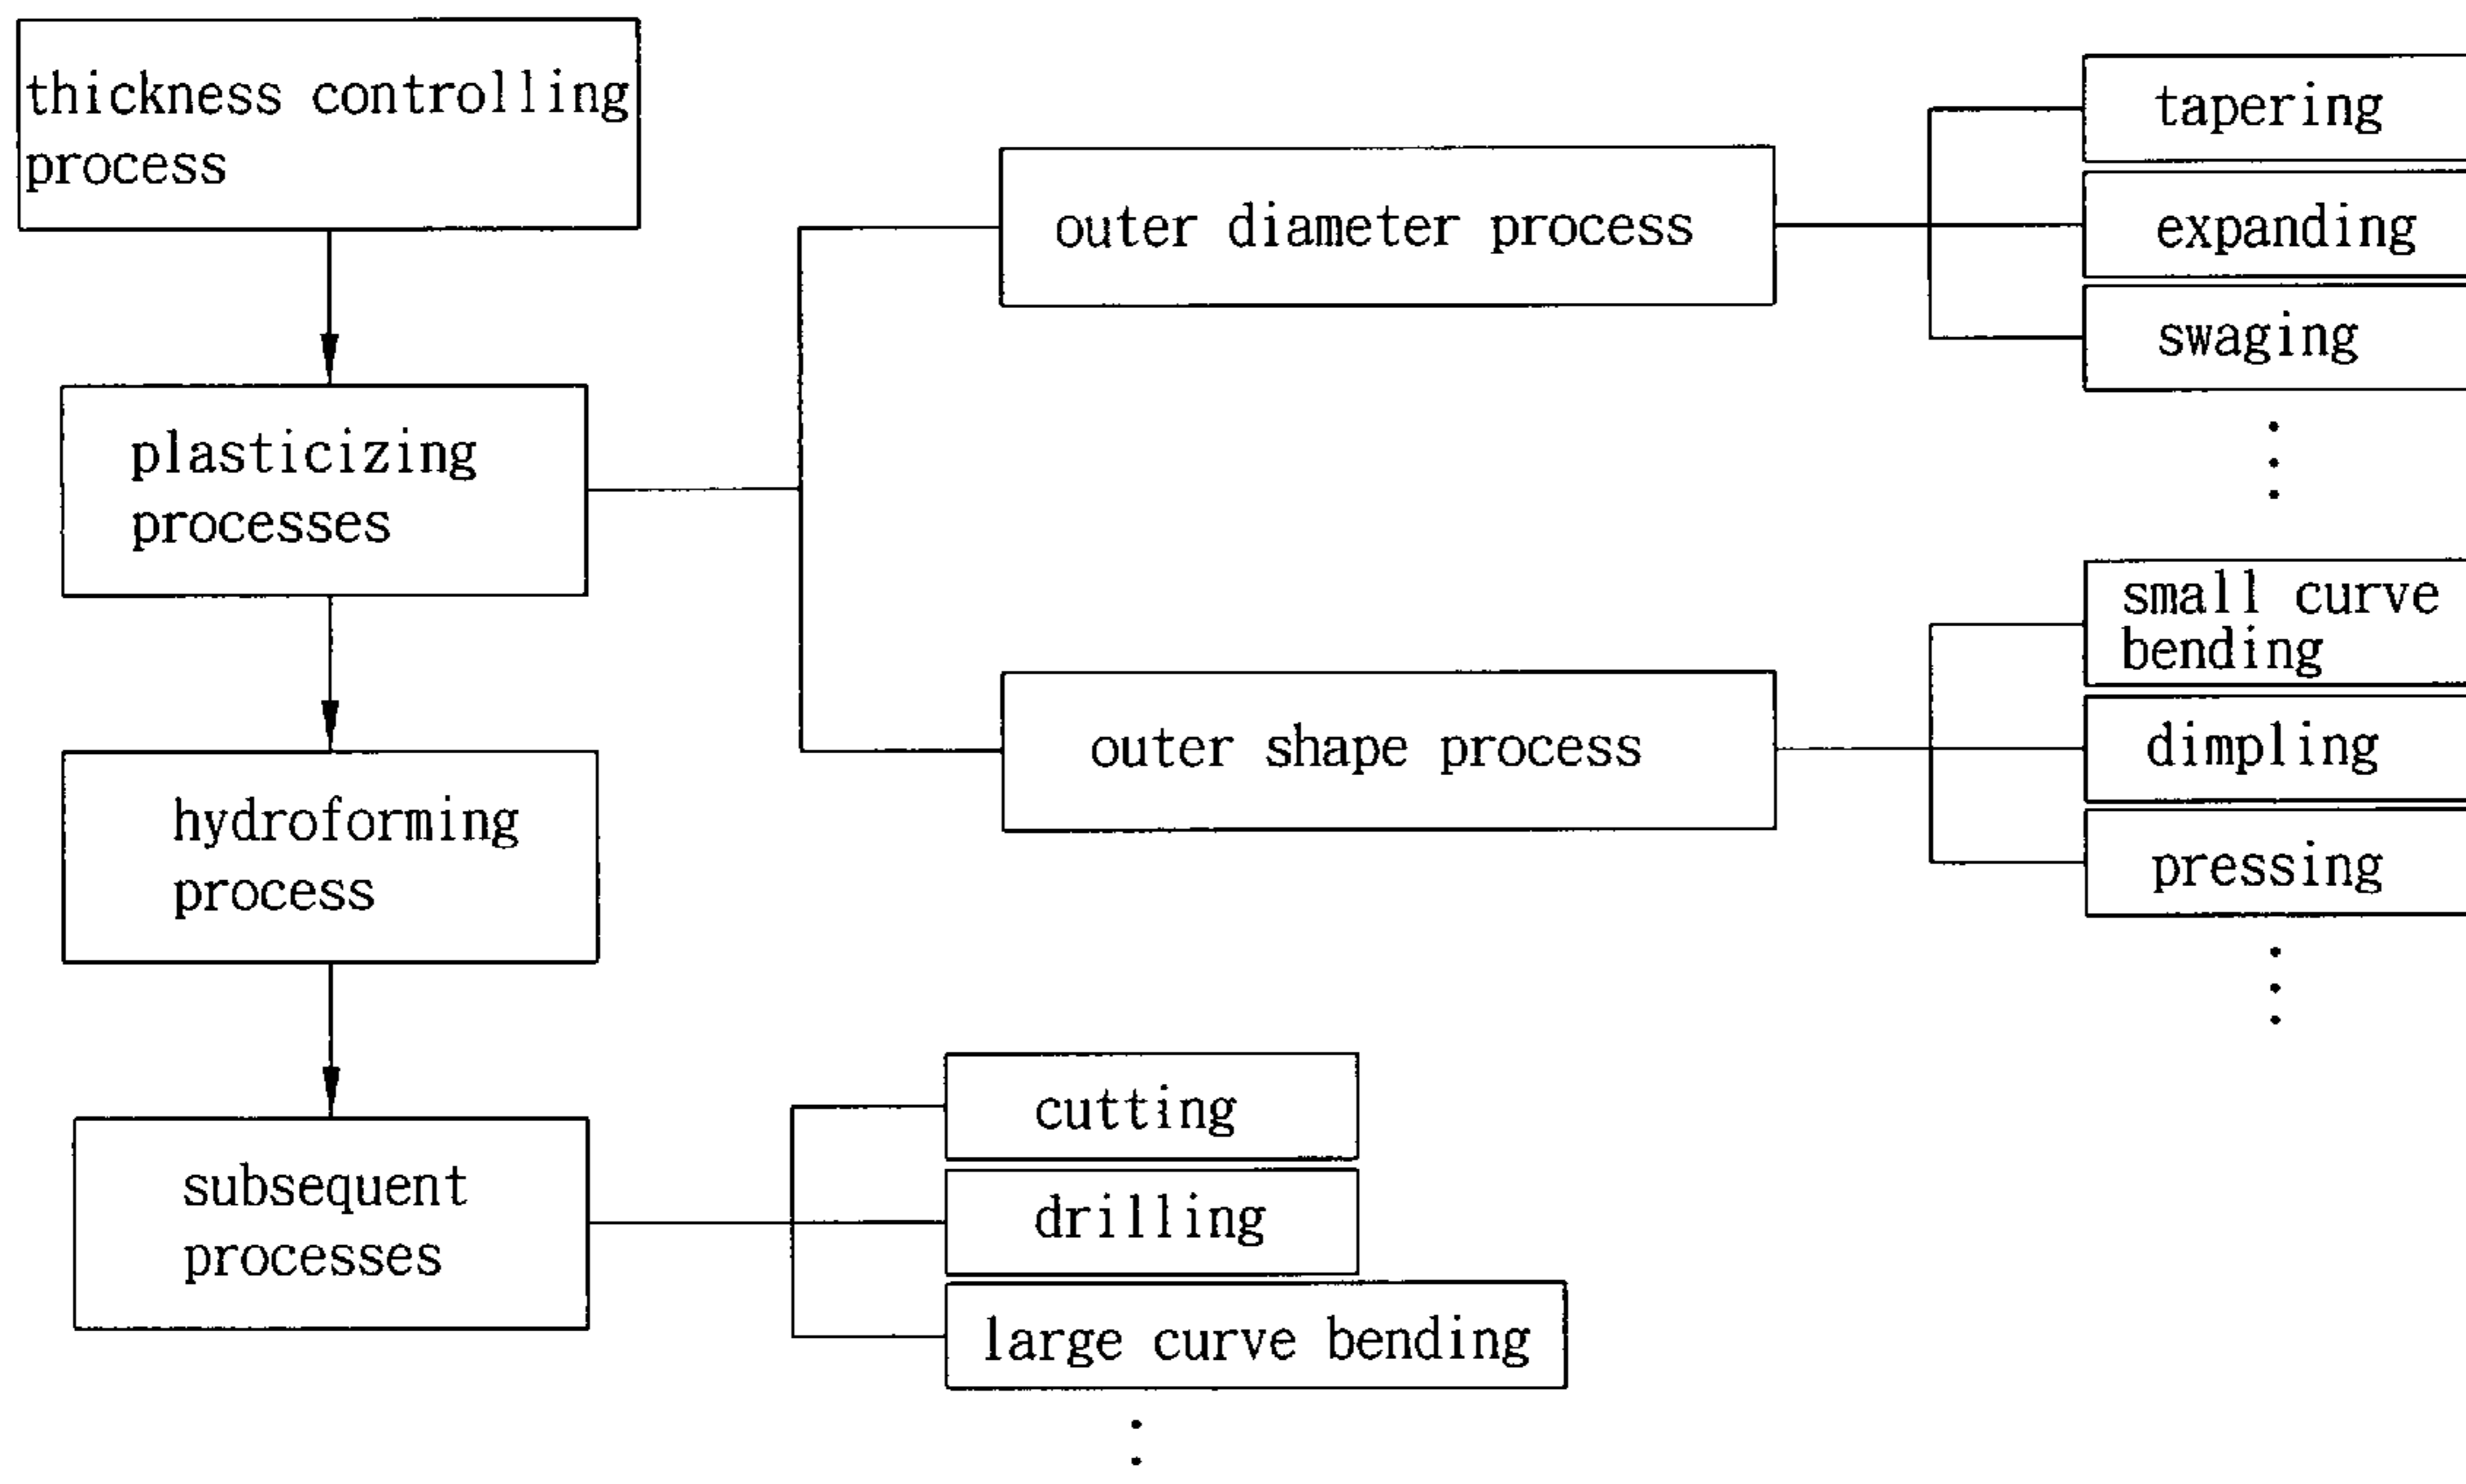 thickness controlling
process
plasticizing
processes
hydroforming
process
subsequent
processes
outer diameter process
tapering
expanding
swaging
outer shape process
small curve
bending
dimpling
pressing
cutting
drilling
large curve bending